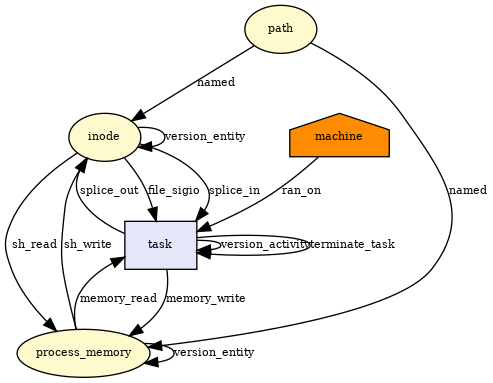 path
named
inode
version_entity
machine
splice_out
file_sigio
splice_in
ran_on
named
sh_read
sh_write
task
version_activity
terminate_task
memory_read
memory_write
process_memory
version_entity